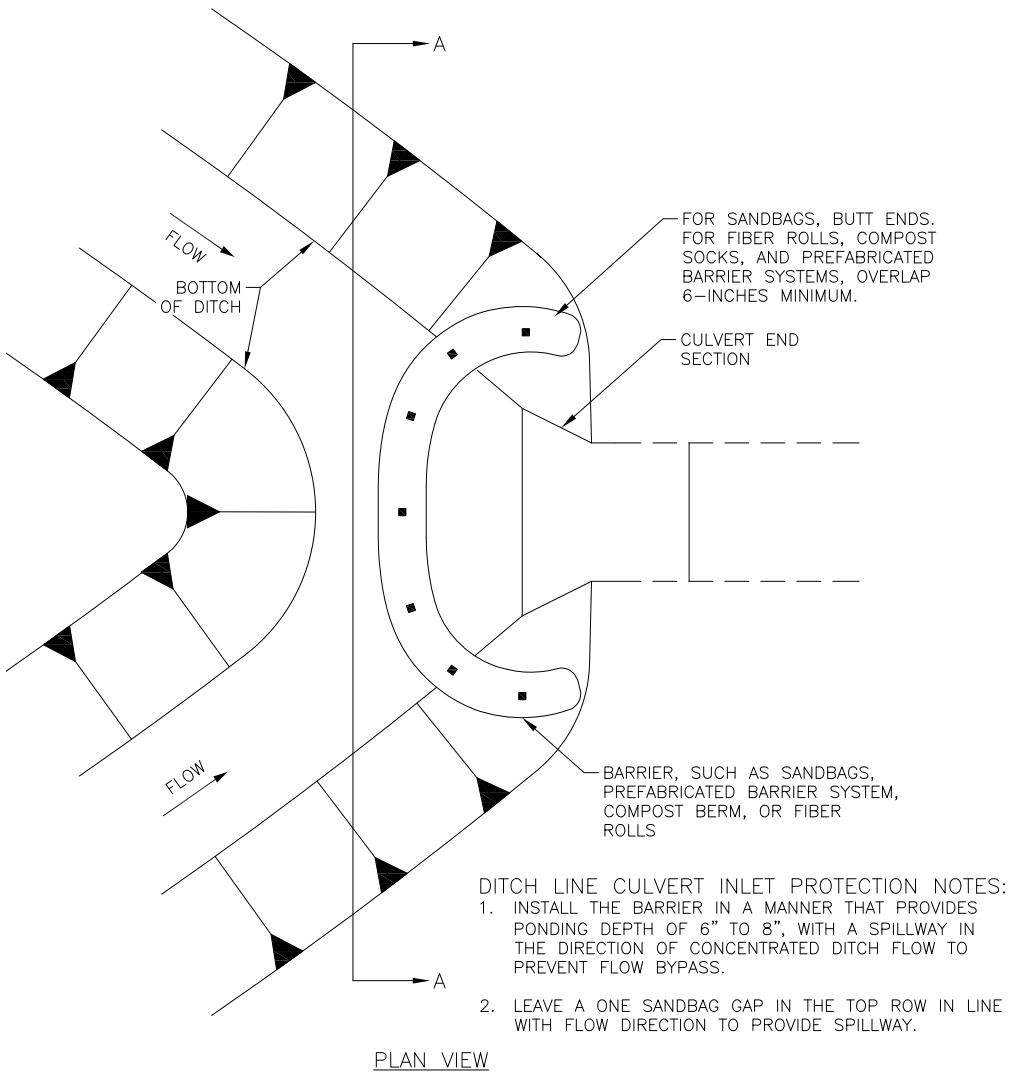 A
FOR SANDBAGS, BUTT ENDS.
FOR FIBER ROLLS, COMPOST
SOCKS, AND PREFABRICATED
BARRIER SYSTEMS, OVERLAP
6-INCHES MINIMUM.
FLOW
BOTTOM
OF DITCH
CULVERT END
SECTION
FLOW
BARRIER, SUCH AS SANDBAGS,
PREFABRICATED BARRIER SYSTEM,
COMPOST BERM, OR FIBER
ROLLS
DITCH LINE CULVERT INLET PROTECTION NOTES:
1. INSTALL THE BARRIER IN A MANNER THAT PROVIDES
PONDING DEPTH OF 6” TO 8”, WITH A SPILLWAY IN
THE DIRECTION OF CONCENTRATED DITCH FLOW TO
PREVENT FLOW BYPASS.
A
2. LEAVE A ONE SANDBAG GAP IN THE TOP ROW IN LINE
WITH FLOW DIRECTION TO PROVIDE SPILLWAY.
PLAN VIEW